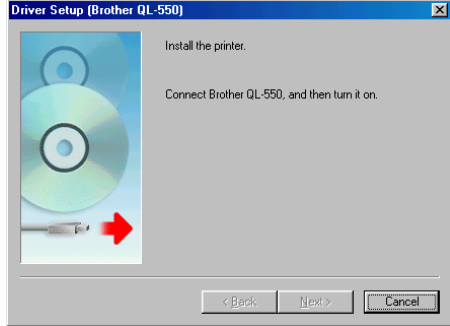 Driver Setup (Brother QL-550)
Install the printer.
Connect Brother QL-550, and then turn it on.
< Back
Next >
Cancel